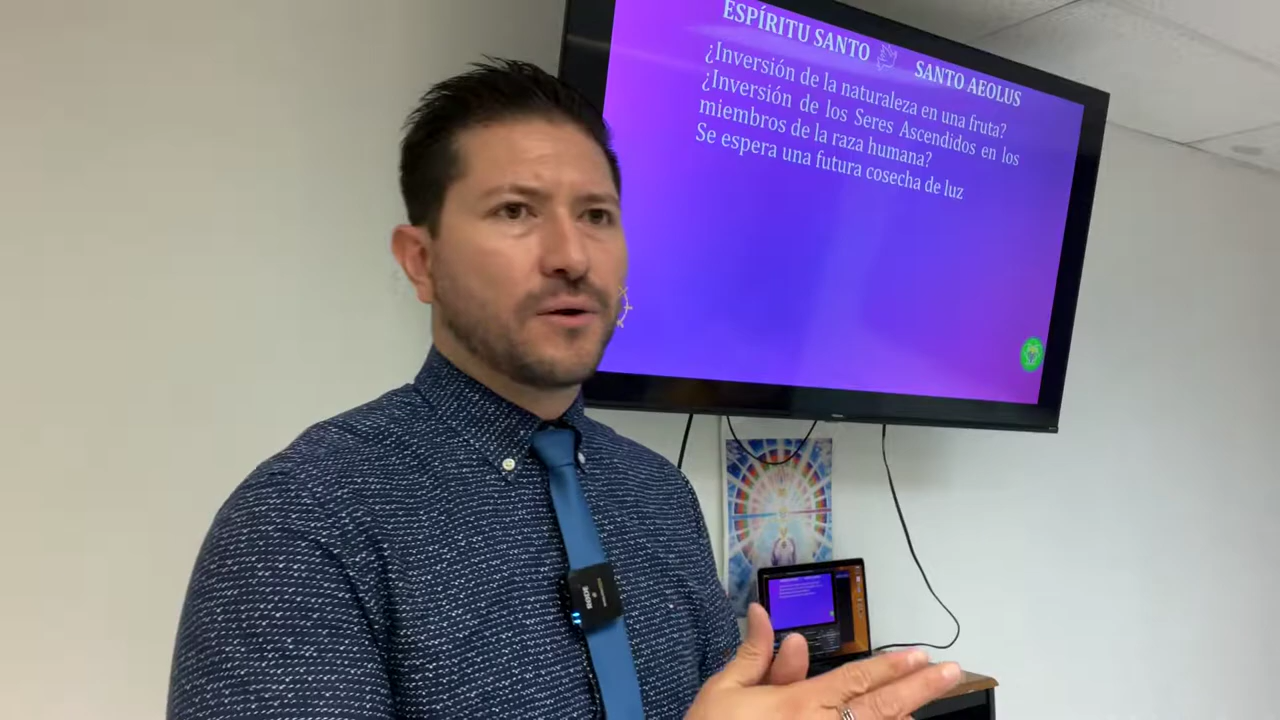 ESPÍRITU SANTO SANTO AEOLUS
¿Inversión de la naturaleza en una fruta?
¿Inversión de los Seres Ascendidos en los
miembros de la raza humana?
Se espera una futura cosecha de luz
RØDE